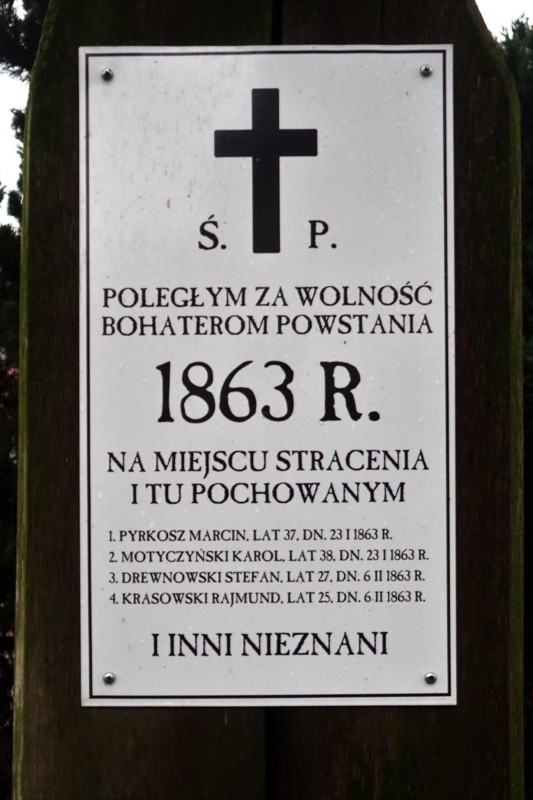 Ś. P.
POLEGŁYM ZA WOLNOŚĆ
BOHATEROM POWSTANIA
1863 R.
NA MIEJSCU STRACENIA
I TU POCHOWANYM
1. PYRKOSZ MARCIN, LAT 37, DN. 23 I 1863 R.
2. MOTYCZYŃSKI KAROL, LAT 38, DN. 23 I 1863 R.
3. DREWNOWSKI STEFAN, LAT 27, DN. 6 II 1863 R.
4. KRASOWSKI RAJMUND, LAT 25, DN. 6 II 1863 R.
I INNI NIEZNANI